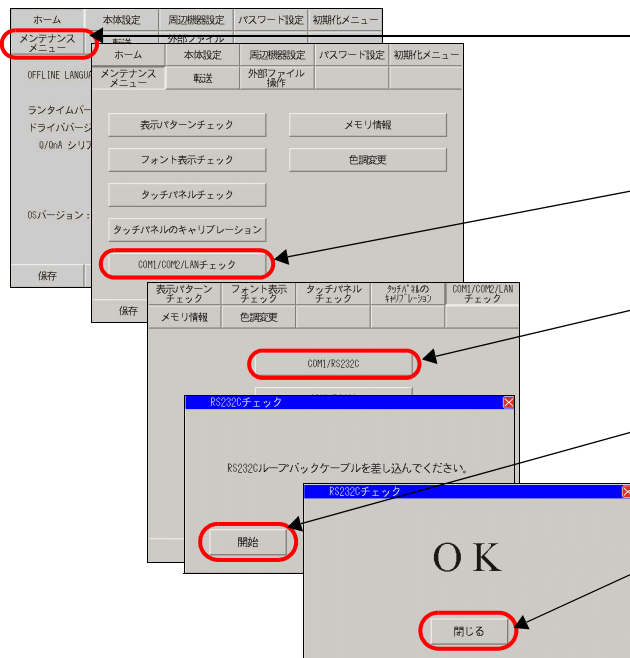 ホーム 本体設定 周辺機器設定 パスワード設定 初期化メニュー
メンテナンス
メニュー
転送 外部ファイル
OFFLINE LANGUA
ランタイムバー
ドライババージ
Q/QnA シリア
OSバージョン:
保存
ホーム 本体設定 周辺機器設定 パスワード設定 初期化メニュー
メンテナンス
メニュー
転送
外部ファイル
操作
表示パターンチェック メモリ情報
フォント表示チェック 色調変更
タッチパネルチェック
タッチパネルのキャリブレーション
COM1/COM2/LANチェック
保存
表示パターン
チェック
フォント表示
チェック
タッチパネル
チェック
タッチパネルの
キャリブレーション
COM1/COM2/LAN
チェック
メモリ情報 色調変更
COM1/RS232C
RS232Cチェック
RS232Cループバックケーブルを差し込んでください。
開始
RS232Cチェック
OK
閉じる